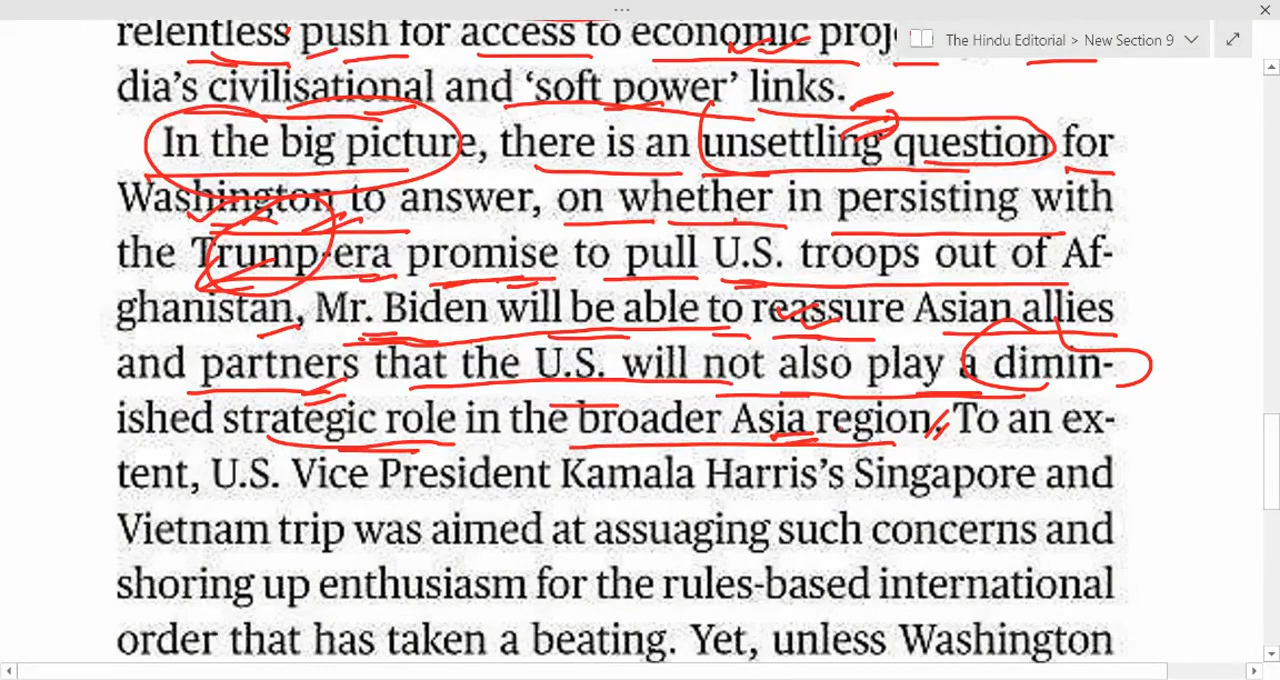 The Hindu Editorial > New Section 9
relentless push for access to economic proj
dia's civilisational and 'soft power' links.
In the big picture, there is an unsettling question for
Washington to answer, on whether in persisting with
the Trump-era promise to pull U.S. troops out of Af-
ghanistan, Mr. Biden will be able to reassure Asian allies
and partners that the U.S. will not also play a dimin-
ished strategic role in the broader Asia region. To an ex-
tent, U.S. Vice President Kamala Harris's Singapore and
Vietnam trip was aimed at assuaging such concerns and
shoring up enthusiasm for the rules-based international
order that has taken a beating. Yet, unless Washington